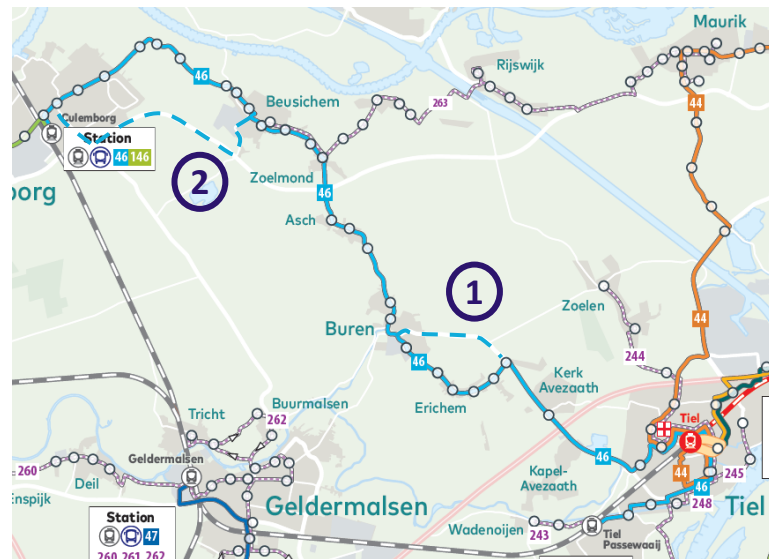 Maurik
Rijswijk
46
Beusichem
263
44
Culemborg
Station
46 146
2
Zoelmond
46
borg
Asch
1
Zoelen
Buren
44
46
244
Kerk
Avezaath
Erichem
Tricht
262
Buurmalsen
Tiel
260
Deil
Geldermalsen
46
Kapel-
Avezaath
44
46
245
248
Enspijk
Geldermalsen
Tiel
Station
47
260 261 262
Wadenoijen
243
Tiel
Passewaaij